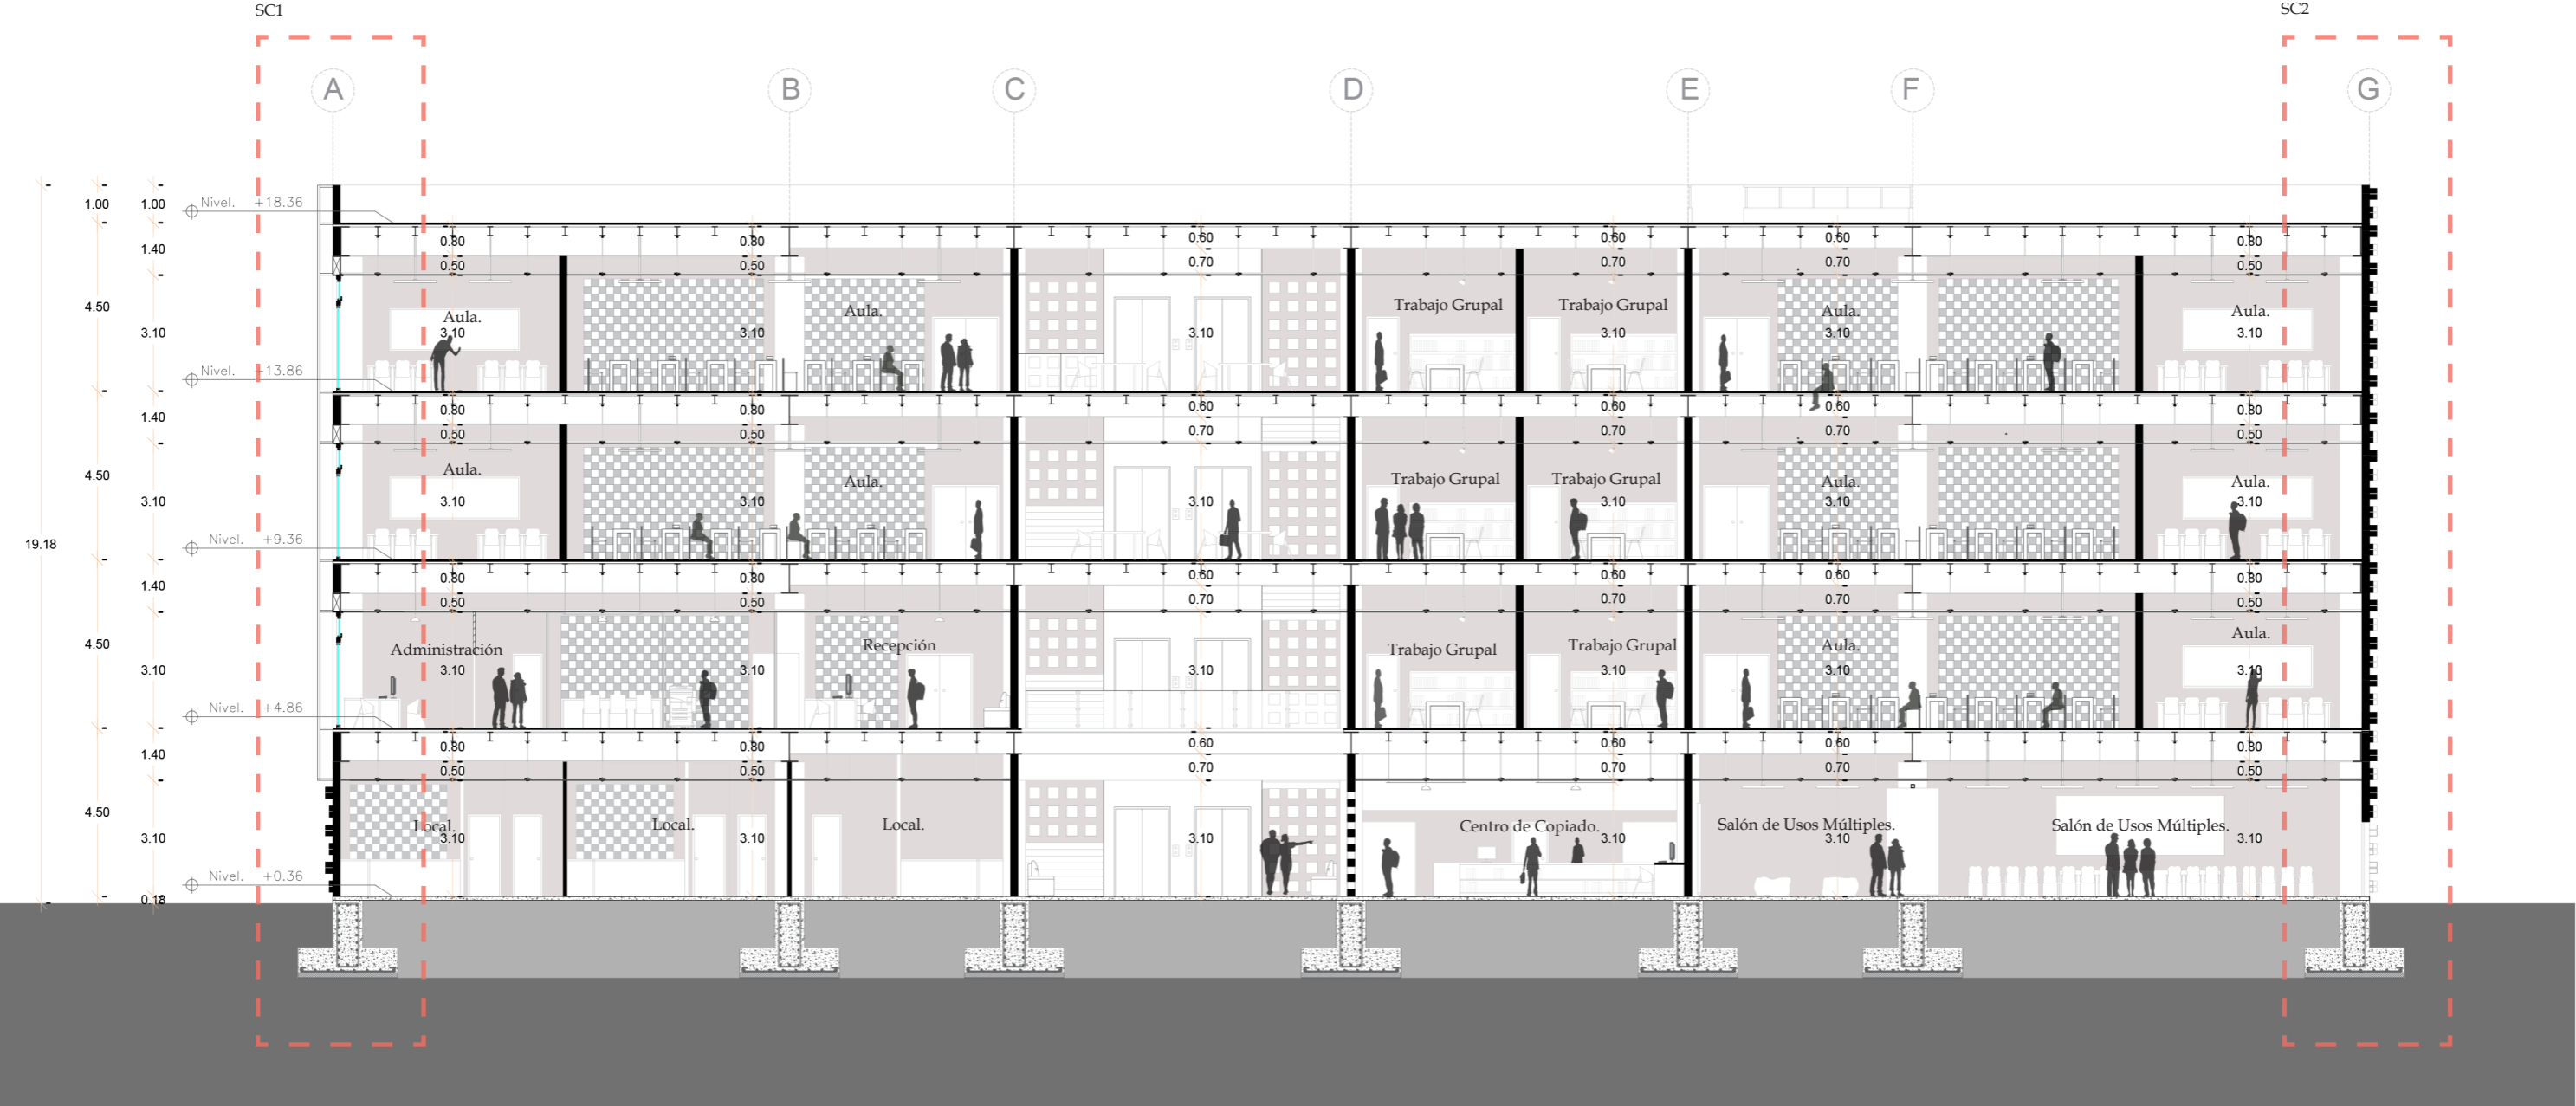 SC1
SC2
A B C D E F G
1.00 1.00 Nivel. +18.36
1.40 0.80 0.80 0.60 0.60 0.60 0.80
0.50 0.50 0.70 0.70 0.70 0.50
4.50 Aula. Aula. Trabajo Grupal Trabajo Grupal Aula. Aula.
3.10 3.10 3.10 3.10 3.10 3.10 3.10
Nivel. +13.86
1.40 0.80 0.80 0.60 0.60 0.60 0.80
0.50 0.50 0.70 0.70 0.70 0.50
4.50 Aula. Aula. Trabajo Grupal Trabajo Grupal Aula. Aula.
3.10 3.10 3.10 3.10 3.10 3.10 3.10
19.18 Nivel. +9.36
1.40 0.80 0.80 0.60 0.60 0.60 0.80
0.50 0.50 0.70 0.70 0.70 0.50
4.50 Administración Recepción Trabajo Grupal Trabajo Grupal Aula. Aula.
3.10 3.10 3.10 3.10 3.10 3.10 3.10
Nivel. +4.86
1.40 0.80 0.80 0.60 0.60 0.60 0.80
0.50 0.50 0.70 0.70 0.70 0.50
4.50 Local. Local. Local. Centro de Copiado. Salón de Usos Múltiples. Salón de Usos Múltiples.
3.10 3.10 3.10 3.10 3.10 3.10 3.10
Nivel. +0.36
0.18